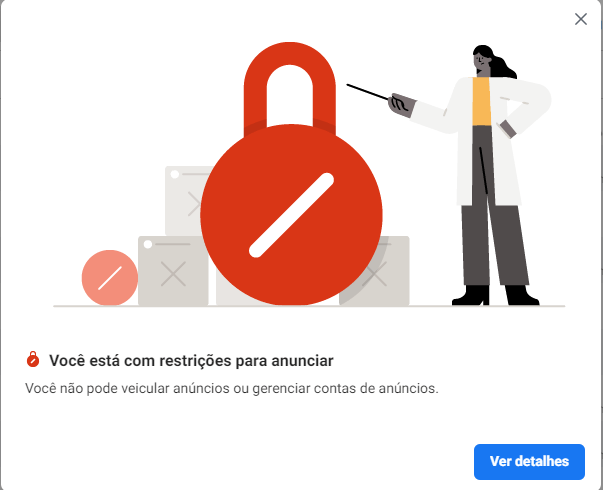 Você está com restrições para anunciar
Você não pode veicular anúncios ou gerenciar contas de anúncios.
Ver detalhes